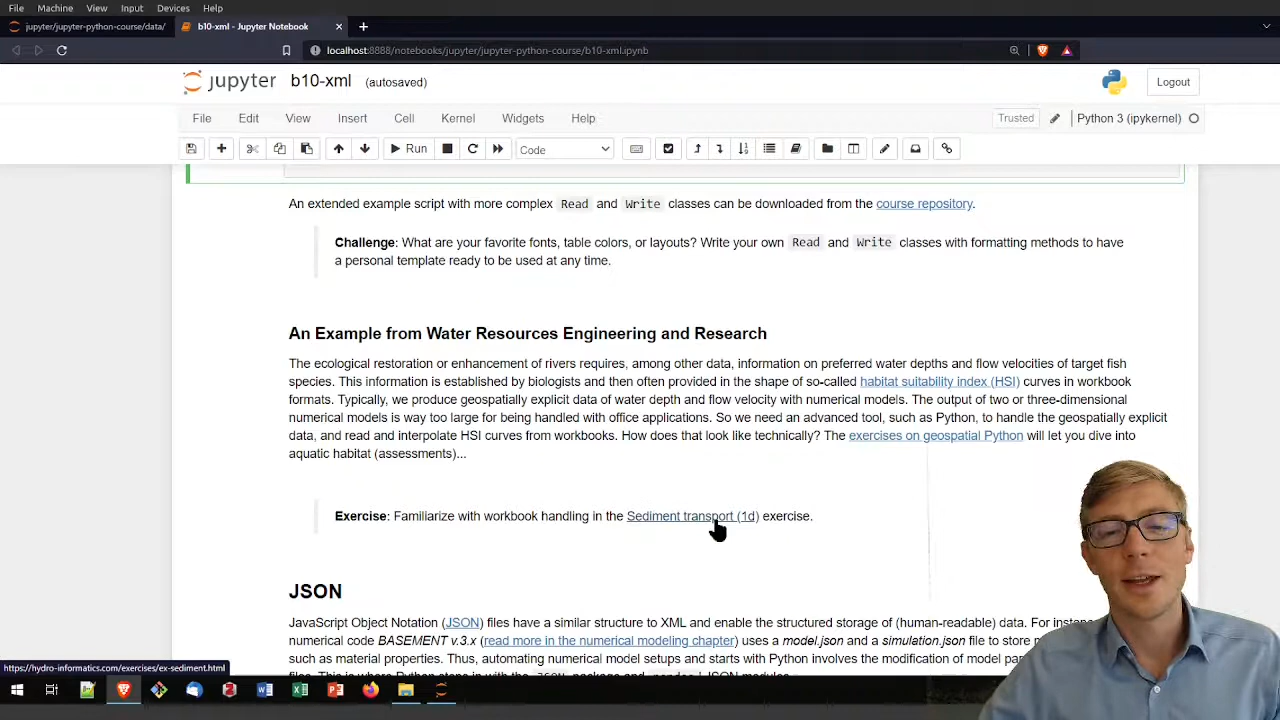 File Machine View Input Devices Help
jupyter/jupyter-python-course/data/
b10-xml - Jupyter Notebook
localhost:8888/notebooks/jupyter/jupyter-python-course/b10-xml.ipynb
jupyter b10-xml (autosaved)
Logout
File Edit View Insert Cell Kernel Widgets Help
Trusted
Python 3 (ipykernel)
Run
Code
An extended example script with more complex Read and Write classes can be downloaded from the course repository.
Challenge: What are your favorite fonts, table colors, or layouts? Write your own Read and Write classes with formatting methods to have
a personal template ready to be used at any time.
An Example from Water Resources Engineering and Research
The ecological restoration or enhancement of rivers requires, among other data, information on preferred water depths and flow velocities of target fish
species. This information is established by biologists and then often provided in the shape of so-called habitat suitability index (HSI) curves in workbook
formats. Typically, we produce geospatially explicit data of water depth and flow velocity with numerical models. The output of two or three-dimensional
numerical models is way too large for being handled with office applications. So we need an advanced tool, such as Python, to handle the geospatially explicit
data, and read and interpolate HSI curves from workbooks. How does that look like technically? The exercises on geospatial Python will let you dive into
aquatic habitat (assessments)...
Exercise: Familiarize with workbook handling in the Sediment transport (1d) exercise.
JSON
JavaScript Object Notation (JSON) files have a similar structure to XML and enable the structured storage of (human-readable) data. For
numerical code BASEMENT v.3.x (read more in the numerical modeling chapter) uses a model.json and a simulation.json file to store
such as material properties. Thus, automating numerical model setups and starts with Python involves the modification of model
https://hydro-informatics.com/exercises/ex-sediment.html